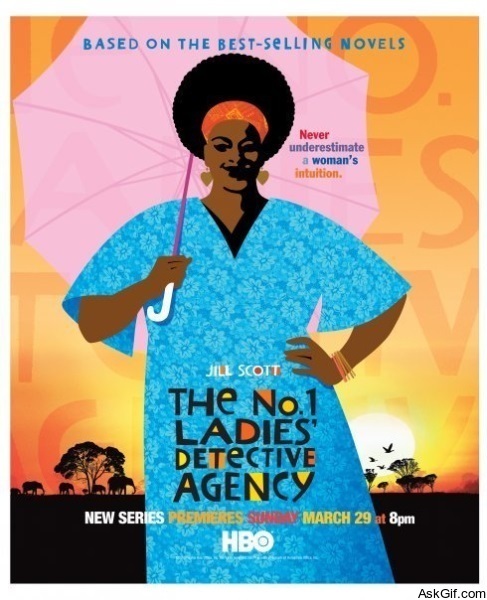 BASED ON THE BEST-SELLING NOVELS
Never
underestimate
a woman's
intuition.
JILL SCOTT
THE No.1
LADIES'
DETECTIVE
AGENCY
NEW SERIES PREMIERES SUNDAY MARCH 29 at 8pm
HBO
AskGif.com